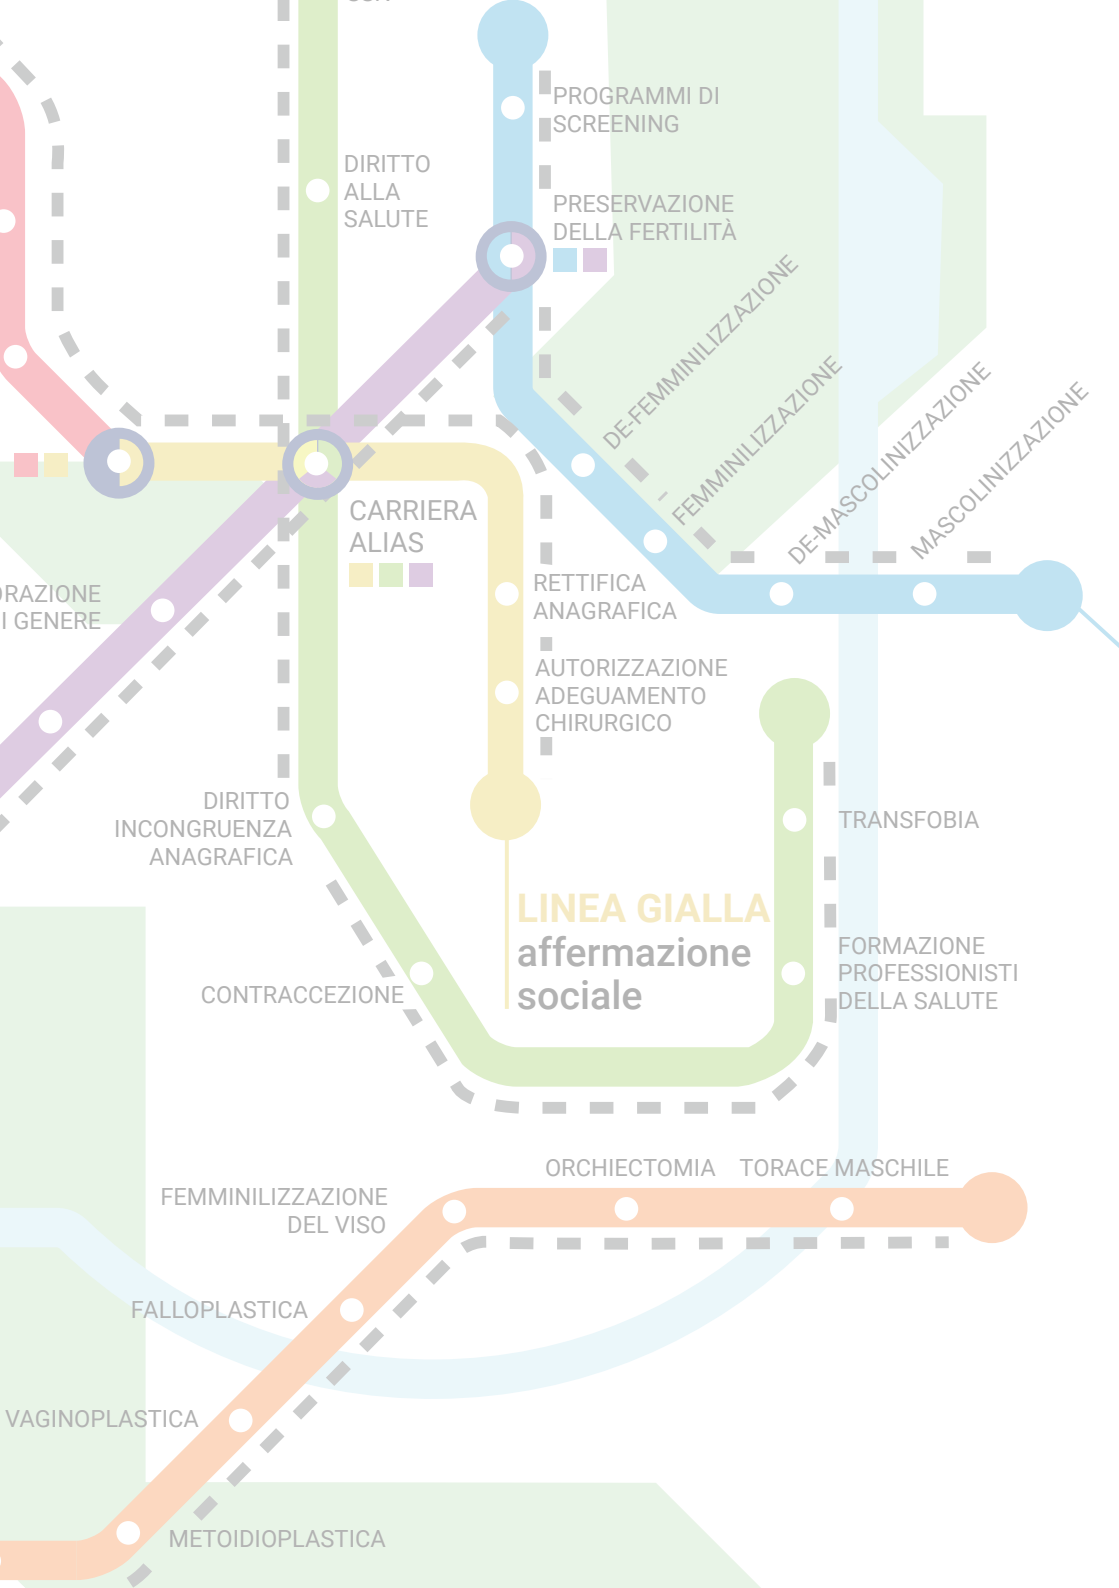 PROGRAMMI DI
SCREENING
DIRITTO
ALLA
SALUTE
PRESERVAZIONE
DELLA FERTILITÀ
DE-FEMMINILIZZAZIONE
FEMMINILIZZAZIONE
DE-MASCOLINIZZAZIONE
MASCOLINIZZAZIONE
CARRIERA
ALIAS
RETTIFICA
ANAGRAFICA
ORAZIONE
I GENERE
AUTORIZZAZIONE
ADEGUAMENTO
CHIRURGICO
DIRITTO
INCONGRUENZA
ANAGRAFICA
TRANSFOBIA
LINEA GIALLA
affermazione
sociale
FORMAZIONE
PROFESSIONISTI
DELLA SALUTE
CONTRACCEZIONE
ORCHIECTOMIA
TORACE MASCHILE
FEMMINILIZZAZIONE
DEL VISO
FALLOPLASTICA
VAGINOPLASTICA
METOIDIOPLASTICA